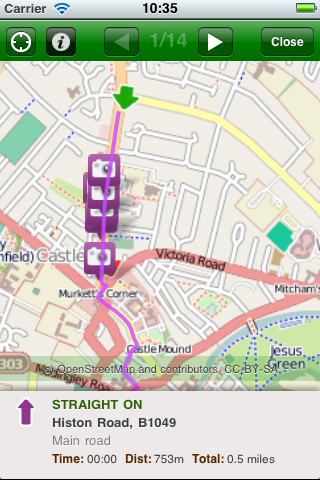 Carrier 10:35
1/14 Close
Victoria Road
Castle
field)
Murkett's Corner
Mitcham's
Castle Mound
Jesus
Green
303
OpenStreetMap and contributors, CC-BY-SA
STRAIGHT ON
Histon Road, B1049
Main road
Time: 00:00 Dist: 753m Total: 0.5 miles